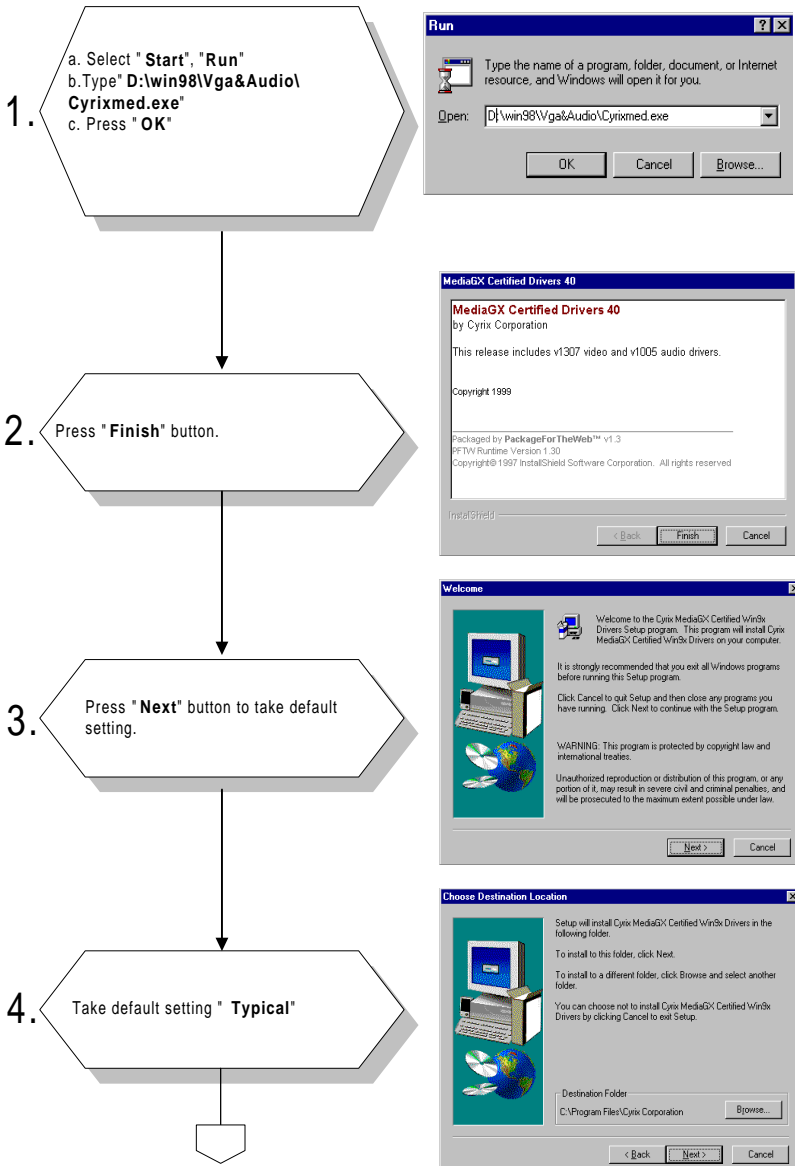 1.
a. Select " Start", "Run"
b.Type" D:\win98\Vga&Audio\
Cyrixmed.exe"
c. Press " OK"
Run
Type the name of a program, folder, document, or Internet
resource, and Windows will open it for you.
Open:
D:\win98\Vga&Audio\Cyrixmed.exe
OK
Cancel
Browse...
2.
Press " Finish" button.
MediaGX Certified Drivers 40
MediaGX Certified Drivers 40
by Cyrix Corporation
This release includes v1307 video and v1005 audio drivers.
Copyright 1999
Packaged by PackageForTheWeb™ v1.3
PFTW Runtime Version 1.30
Copyright© 1997 InstallShield Software Corporation. All rights reserved
InstallShield
< Back
Finish
Cancel
3.
Press " Next" button to take default
setting.
Welcome
Welcome to the Cyrix MediaGX Certified Win9x
Drivers Setup program. This program will install Cyrix
MediaGX Certified Win9x Drivers on your computer.
It is strongly recommended that you exit all Windows programs
before running this Setup program.
Click Cancel to quit Setup and then close any programs you
have running. Click Next to continue with the Setup program.
WARNING: This program is protected by copyright law and
international treaties.
Unauthorized reproduction or distribution of this program, or any
portion of it, may result in severe civil and criminal penalties, and
will be prosecuted to the maximum extent possible under law.
Next >
Cancel
4.
Take default setting " Typical"
Choose Destination Location
Setup will install Cyrix MediaGX Certified Win9x Drivers in the
following folder.
To install to this folder, click Next.
To install to a different folder, click Browse and select another
folder.
You can choose not to install Cyrix MediaGX Certified Win9x
Drivers by clicking Cancel to exit Setup.
Destination Folder
C:\Program Files\Cyrix Corporation
Browse...
< Back
Next >
Cancel